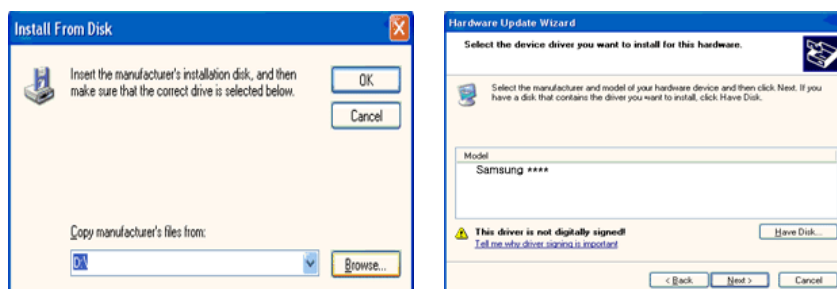 Install From Disk
Insert the manufacturer's installation disk, and then
make sure that the correct drive is selected below.
OK
Cancel
Copy manufacturer's files from:
D:\
Browse...
Hardware Update Wizard
Select the device driver you want to install for this hardware.
Select the manufacturer and model of your hardware device and then click Next. If you
have a disk that contains the driver you want to install, click Have Disk.
Model
Samsung ****
This driver is not digitally signed!
Tell me why driver signing is important
Have Disk...
< Back
Next >
Cancel